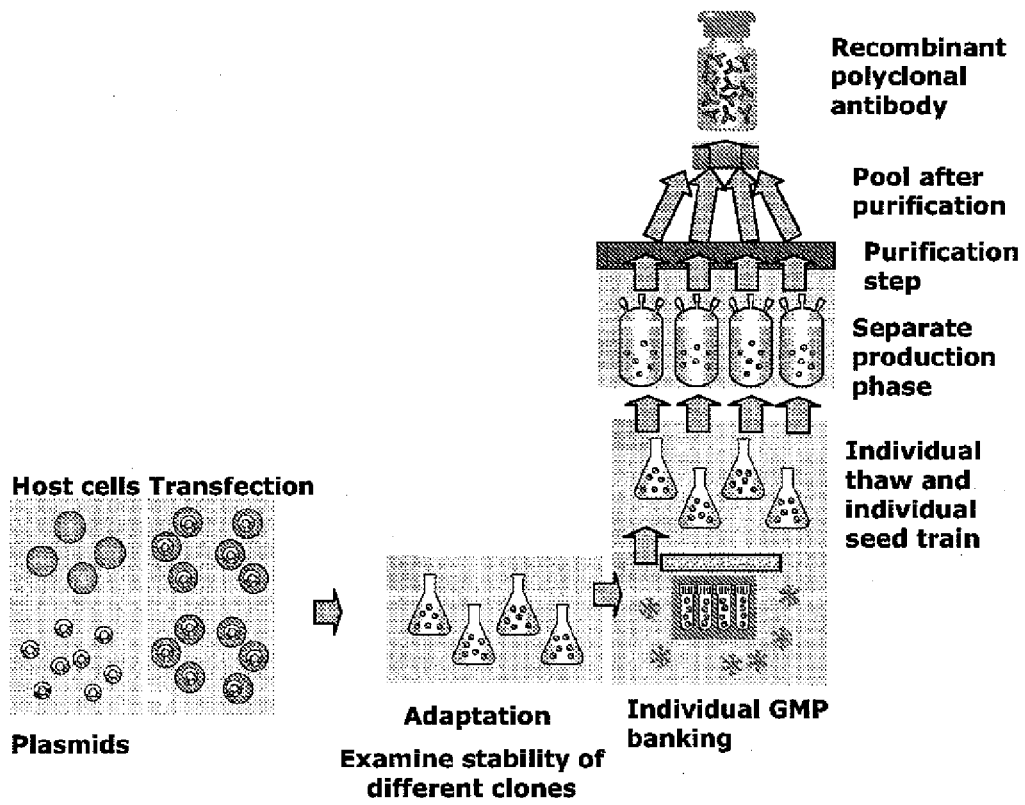 Recombinant
polyclonal
antibody
Pool after
purification
Purification
step
Separate
production
phase
Individual
thaw and
individual
seed train
Host cells Transfection
Plasmids
Adaptation
Examine stability of
different clones
Individual GMP
banking